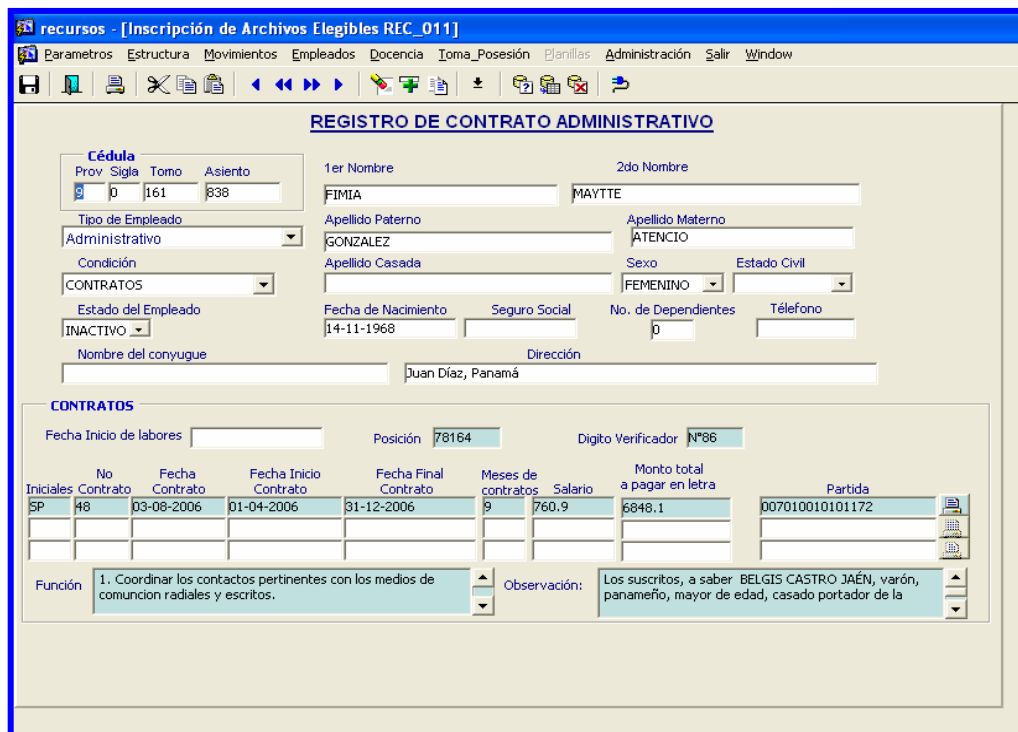 recursos - [Inscripción de Archivos Elegibles REC_011]
Parametros Estructura Movimientos Empleados Docencia Toma_Posesión Planillas Administración Salir Window
REGISTRO DE CONTRATO ADMINISTRATIVO
Cédula
Prov Sigla Tomo Asiento
9 0 161 838
1er Nombre 2do Nombre
FIMIA MAYTTE
Tipo de Empleado Apellido Paterno Apellido Materno
Administrativo GONZALEZ ATENCIO
Condición Apellido Casada Sexo Estado Civil
CONTRATOS FEMENINO
Estado del Empleado Fecha de Nacimiento Seguro Social No. de Dependientes Télefono
INACTIVO 14-11-1968 0
Nombre del conyugue Dirección
Juan Díaz, Panamá
CONTRATOS
Fecha Inicio de labores Posición 78164 Digito Verificador N°86
Iniciales No Contrato Fecha Contrato Fecha Inicio Contrato Fecha Final Contrato Meses de contratos Salario Monto total a pagar en letra Partida
SP 48 03-08-2006 01-04-2006 31-12-2006 9 760.9 6848.1 007010010101172
Función 1. Coordinar los contactos pertinentes con los medios de
comuncion radiales y escritos.
Observación: Los suscritos, a saber BELGIS CASTRO JAÉN, varón,
panameño, mayor de edad, casado portador de la